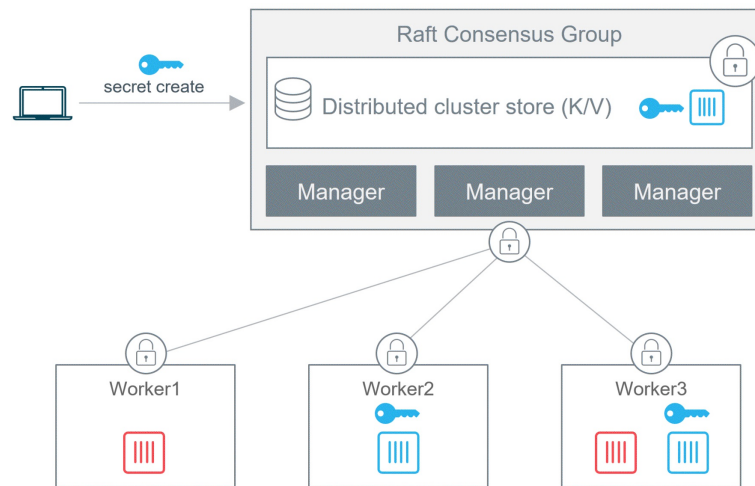 Raft Consensus Group
secret create
Distributed cluster store (K/V)
Manager Manager Manager
Worker1 Worker2 Worker3